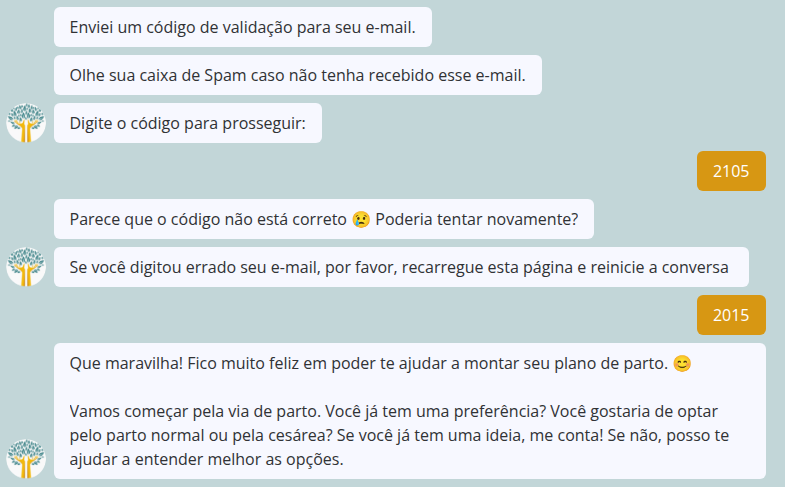 Enviei um código de validação para seu e-mail.
Olhe sua caixa de Spam caso não tenha recebido esse e-mail.
Digite o código para prosseguir:
2105
Parece que o código não está correto 😢 Poderia tentar novamente?
Se você digitou errado seu e-mail, por favor, recarregue esta página e reinicie a conversa
2015
Que maravilha! Fico muito feliz em poder te ajudar a montar seu plano de parto. 😊
Vamos começar pela via de parto. Você já tem uma preferência? Você gostaria de optar
pelo parto normal ou pela cesárea? Se você já tem uma ideia, me conta! Se não, posso te
ajudar a entender melhor as opções.